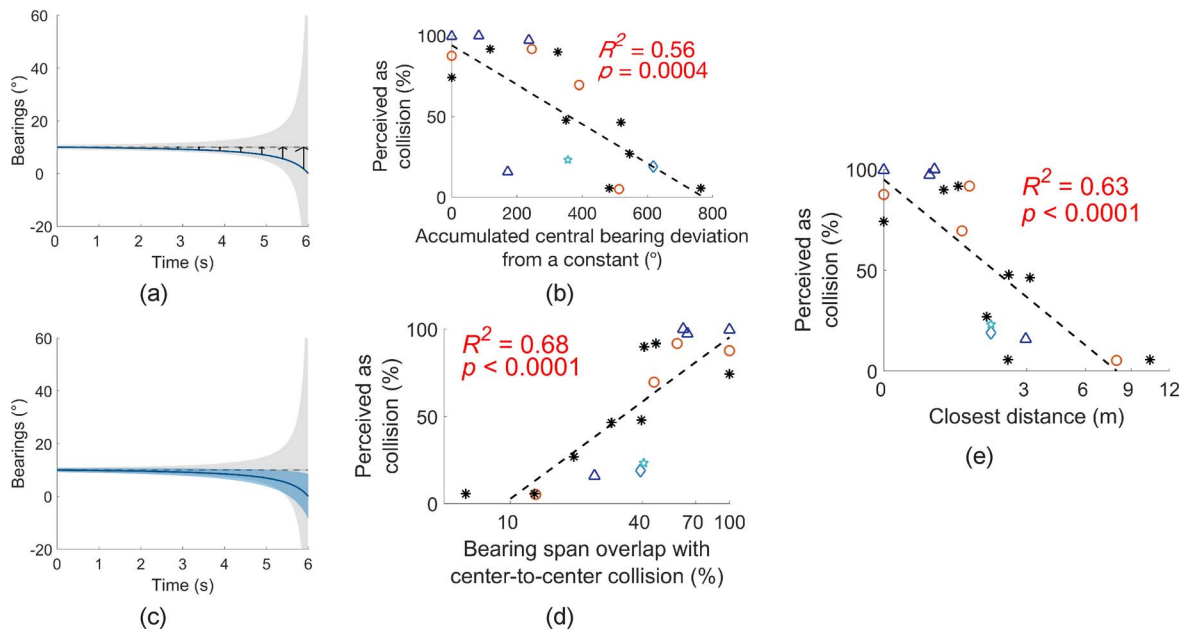 60
40
20
0
-20
Bearings (°)
0 1 2 3 4 5 6
Time (s)
(a)
100
50
0
Perceived as
collision (%)
R² = 0.56
p = 0.0004
0 200 400 600 800
Accumulated central bearing deviation
from a constant (°)
(b)
60
40
20
0
-20
Bearings (°)
0 1 2 3 4 5 6
Time (s)
(c)
100
50
0
Perceived as
collision (%)
R² = 0.68
p < 0.0001
10 40 70 100
Bearing span overlap with
center-to-center collision (%)
(d)
100
50
0
Perceived as
collision (%)
R² = 0.63
p < 0.0001
0 3 6 9 12
Closest distance (m)
(e)